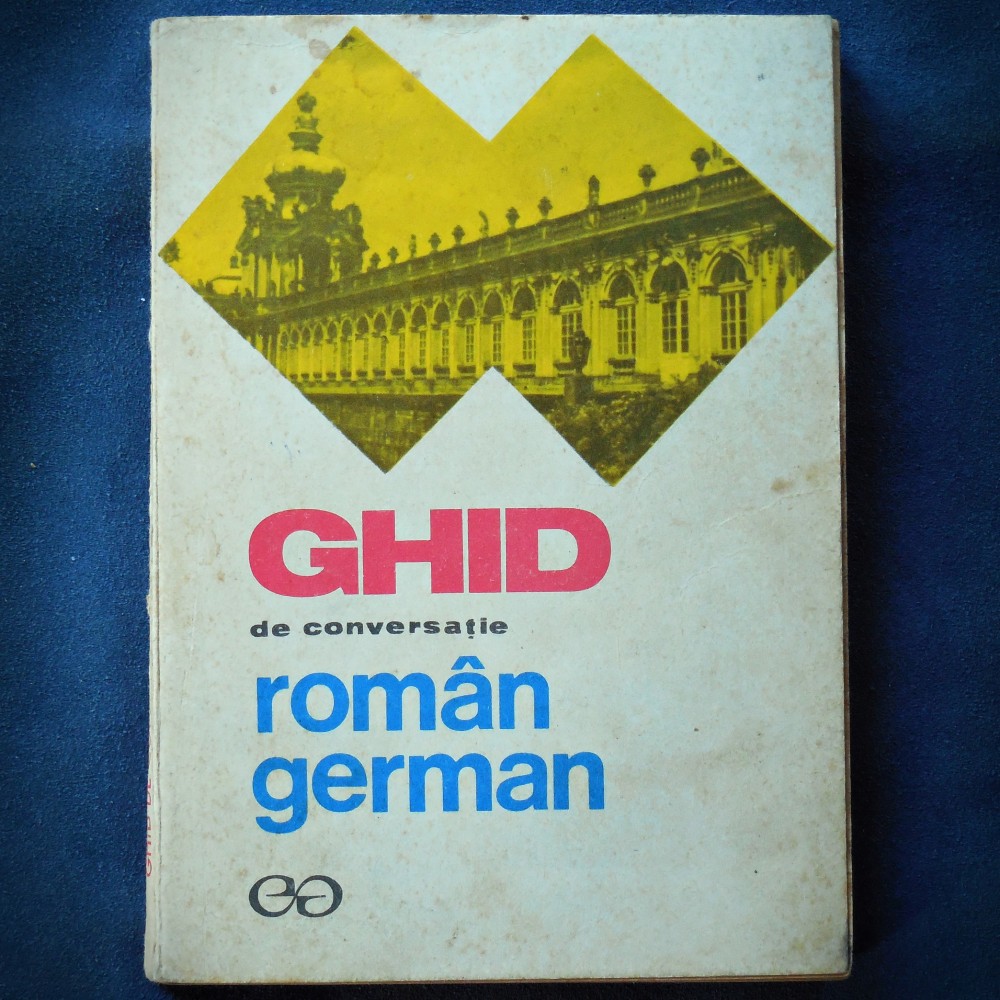 GHID
de conversaţie
român
german